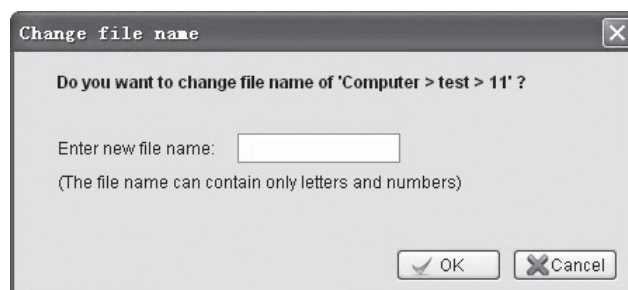 Change file name
Do you want to change file name of 'Computer > test > 11' ?
Enter new file name:
(The file name can contain only letters and numbers)
OK
Cancel